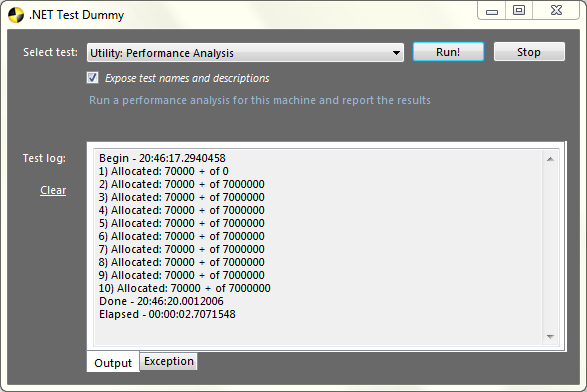 .NET Test Dummy
Select test:
Utility: Performance Analysis
Run!
Stop
Expose test names and descriptions
Run a performance analysis for this machine and report the results
Test log:
Clear
Begin - 20:46:17.2940458
1) Allocated: 70000 + of 0
2) Allocated: 70000 + of 7000000
3) Allocated: 70000 + of 7000000
4) Allocated: 70000 + of 7000000
5) Allocated: 70000 + of 7000000
6) Allocated: 70000 + of 7000000
7) Allocated: 70000 + of 7000000
8) Allocated: 70000 + of 7000000
9) Allocated: 70000 + of 7000000
10) Allocated: 70000 + of 7000000
Done - 20:46:20.0012006
Elapsed - 00:00:02.7071548
Output
Exception